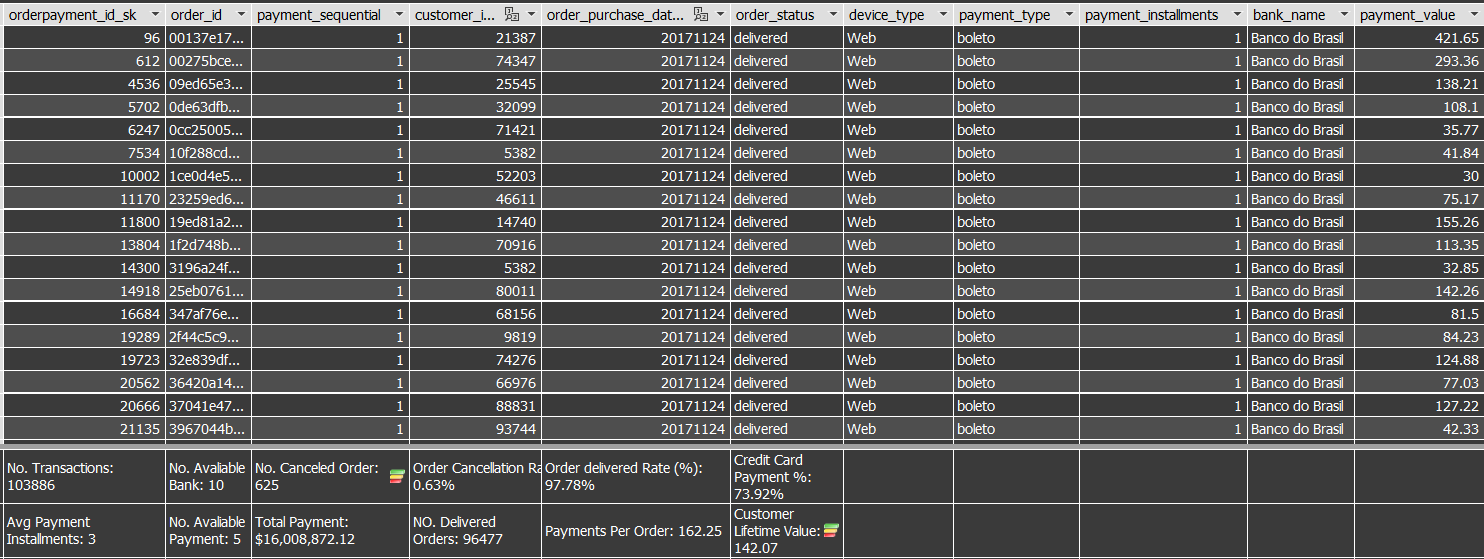 orderpayment_id_sk order_id payment_sequential customer_i... order_purchase_dat... order_status device_type payment_type payment_installments bank_name payment_value
96 00137e17... 1 21387 20171124 delivered Web boleto 1 Banco do Brasil 421.65
612 00275bce... 1 74347 20171124 delivered Web boleto 1 Banco do Brasil 293.36
4536 09ed65e3... 1 25545 20171124 delivered Web boleto 1 Banco do Brasil 138.21
5702 0de63dfb... 1 32099 20171124 delivered Web boleto 1 Banco do Brasil 108.1
6247 0cc25005... 1 71421 20171124 delivered Web boleto 1 Banco do Brasil 35.77
7534 10f288cd... 1 5382 20171124 delivered Web boleto 1 Banco do Brasil 41.84
10002 1ce0d4e5... 1 52203 20171124 delivered Web boleto 1 Banco do Brasil 30
11170 23259ed6... 1 46611 20171124 delivered Web boleto 1 Banco do Brasil 75.17
11800 19ed81a2... 1 14740 20171124 delivered Web boleto 1 Banco do Brasil 155.26
13804 1f2d748b... 1 70916 20171124 delivered Web boleto 1 Banco do Brasil 113.35
14300 3196a24f... 1 5382 20171124 delivered Web boleto 1 Banco do Brasil 32.85
14918 25eb0761... 1 80011 20171124 delivered Web boleto 1 Banco do Brasil 142.26
16684 347af76e... 1 68156 20171124 delivered Web boleto 1 Banco do Brasil 81.5
19289 2f44c5c9... 1 9819 20171124 delivered Web boleto 1 Banco do Brasil 84.23
19723 32e839df... 1 74276 20171124 delivered Web boleto 1 Banco do Brasil 124.88
20562 36420a14... 1 66976 20171124 delivered Web boleto 1 Banco do Brasil 77.03
20666 37041e47... 1 88831 20171124 delivered Web boleto 1 Banco do Brasil 127.22
21135 3967044b... 1 93744 20171124 delivered Web boleto 1 Banco do Brasil 42.33
No. Transactions:
103886
No. Avaliable
Bank: 10
No. Canceled Order:
625
Order Cancellation Ra
0.63%
Order delivered Rate (%):
97.78%
Credit Card
Payment %:
73.92%
Avg Payment
Installments: 3
No. Avaliable
Payment: 5
Total Payment:
$16,008,872.12
NO. Delivered
Orders: 96477
Payments Per Order: 162.25
Customer
Lifetime Value:
142.07